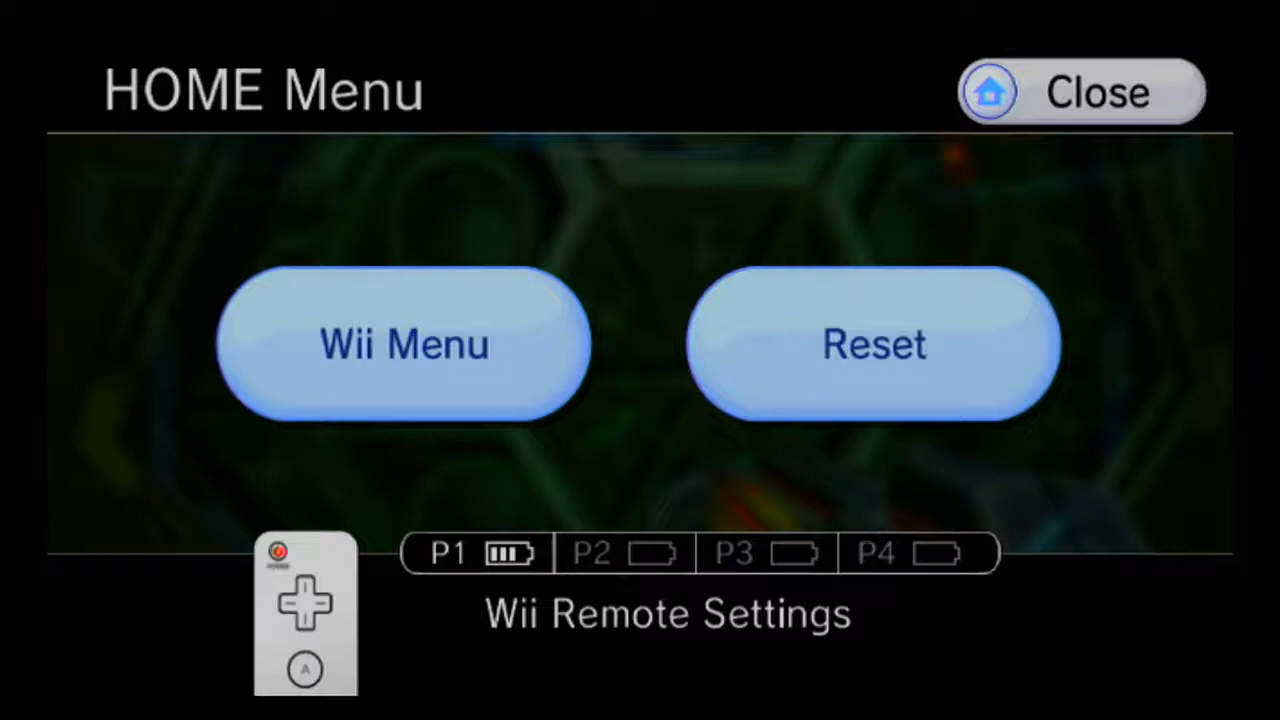 HOME Menu
Close
Wii Menu
Reset
P1 P2 P3 P4
Wii Remote Settings
A